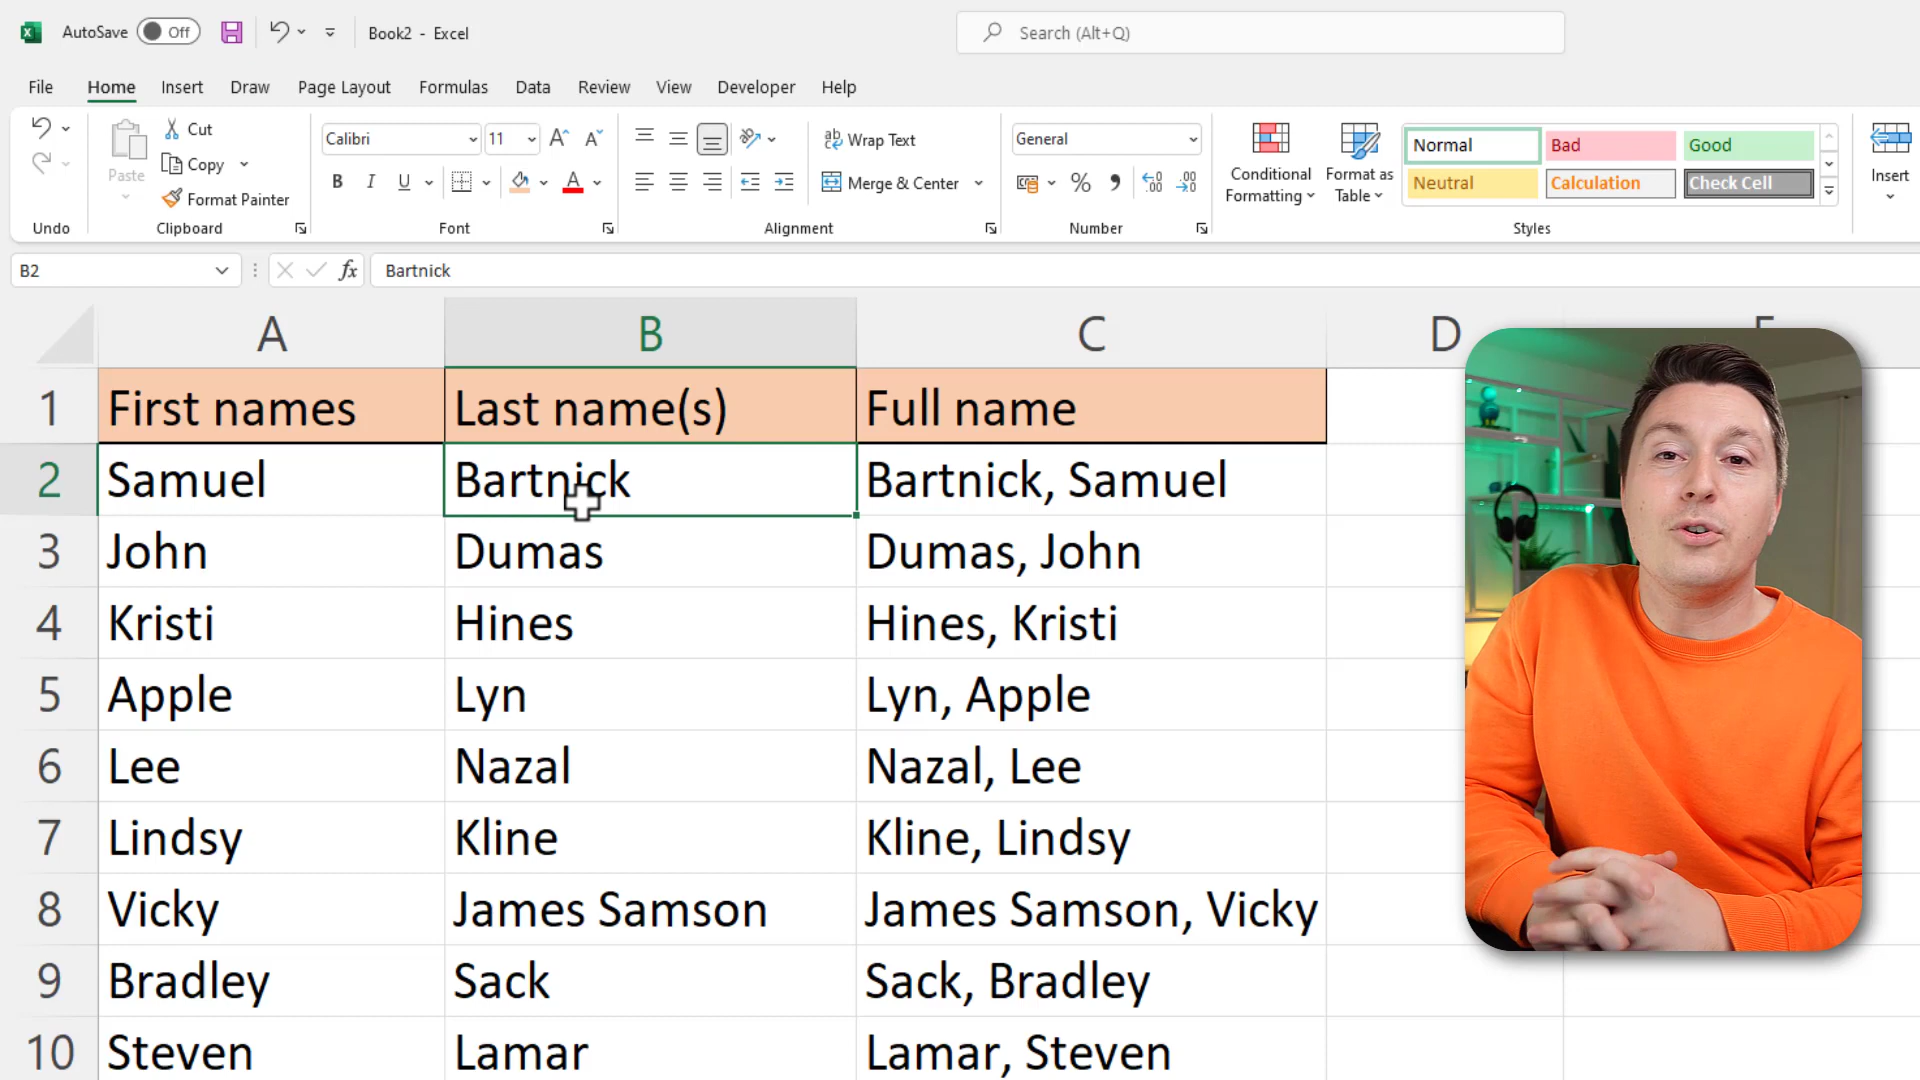 AutoSave Off Book2 - Excel Search (Alt+Q)
File Home Insert Draw Page Layout Formulas Data Review View Developer Help
Paste Cut Copy Format Painter
Calibri 11
B I U
Wrap Text
Merge & Center
General
% 
Conditional Formatting
Format as Table
Normal Bad Good
Neutral Calculation Check Cell
Insert
Undo Clipboard Font Alignment Number Styles
B2 fx Bartnick
A B C D
1 First names Last name(s) Full name
2 Samuel Bartnick Bartnick, Samuel
3 John Dumas Dumas, John
4 Kristi Hines Hines, Kristi
5 Apple Lyn Lyn, Apple
6 Lee Nazal Nazal, Lee
7 Lindsy Kline Kline, Lindsy
8 Vicky James Samson James Samson, Vicky
9 Bradley Sack Sack, Bradley
10 Steven Lamar Lamar, Steven